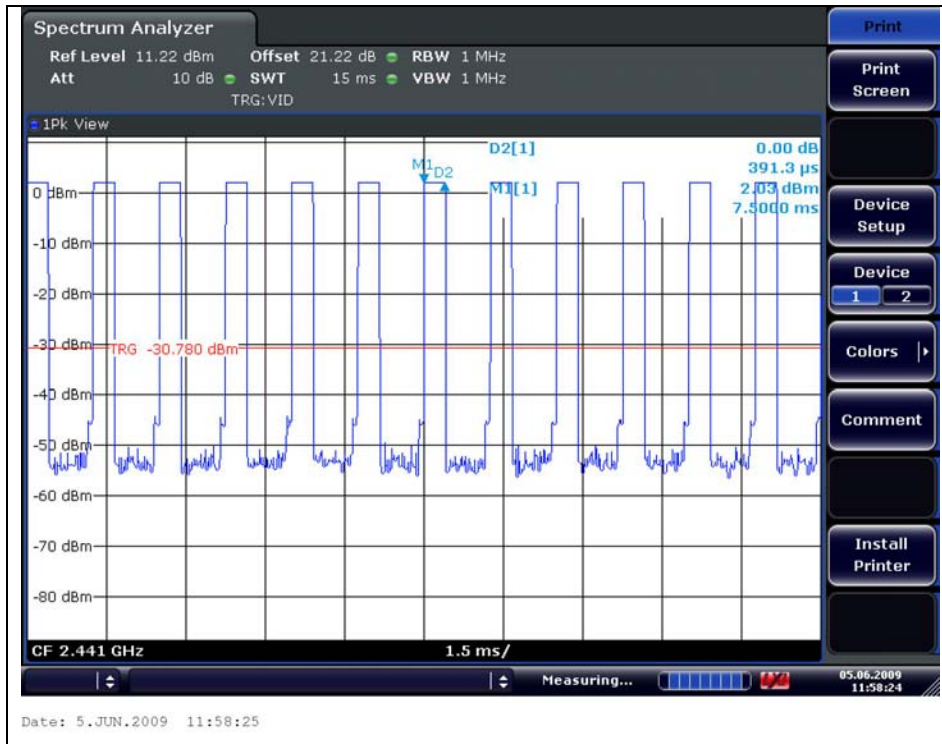 Spectrum Analyzer
Ref Level 11.22 dBm Offset 21.22 dB RBW 1 MHz
Att 10 dB SWT 15 ms VBW 1 MHz
TRG:VID
1Pk View
D2[1] 0.00 dB
391.3 µs
M1[1] 2.03 dBm
7.5000 ms
M1
D2
0 dBm
-10 dBm
-20 dBm
-30 dBm
TRG -30.780 dBm
-40 dBm
-50 dBm
-60 dBm
-70 dBm
-80 dBm
CF 2.441 GHz 1.5 ms/
Measuring...
LXI
05.06.2009
11:58:24
Print
Print
Screen
Device
Setup
Device
1 2
Colors
Comment
Install
Printer
Date: 5.JUN.2009 11:58:25